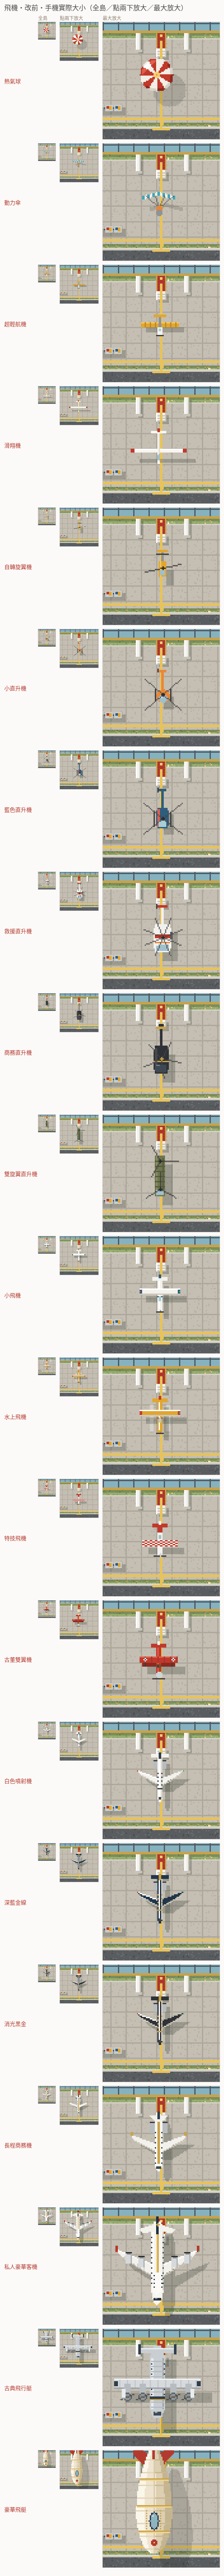 飛機・改前・手機實際大小（全島／點兩下放大／最大放大）
全島 點兩下放大 最大放大
熱氣球
動力傘
超輕航機
滑翔機
自轉旋翼機
小直升機
藍色直升機
救援直升機
商務直升機
雙旋翼直升機
小飛機
水上飛機
特技飛機
古董雙翼機
白色噴射機
深藍金線
消光黑金
長程商務機
私人豪華客機
古典飛行艇
豪華飛艇